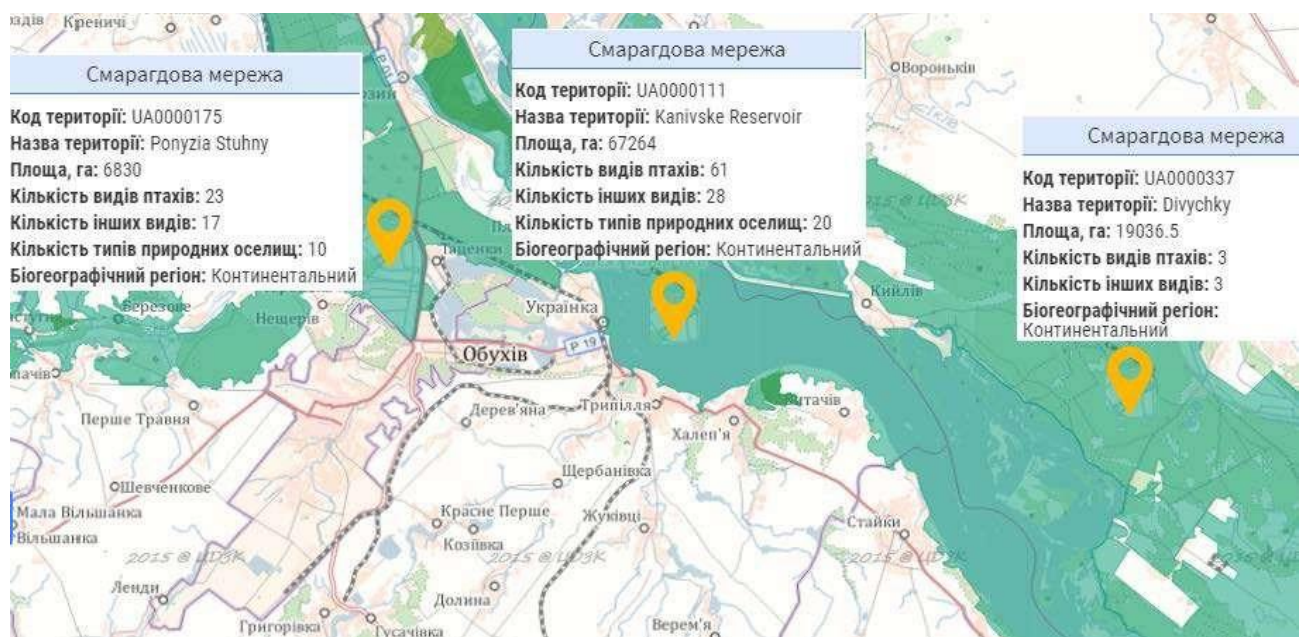 Креничі
Смарагдова мережа
Код території: UA0000175
Назва території: Ponyzia Stuhny
Площа, га: 6830
Кількість видів птахів: 23
Кількість інших видів: 17
Кількість типів природних оселищ: 10
Біогеографічний регіон: Континентальний
Смарагдова мережа
Код території: UA0000111
Назва території: Kanivske Reservoir
Площа, га: 67264
Кількість видів птахів: 61
Кількість інших видів: 28
Кількість типів природних оселищ: 20
Біогеографічний регіон: Континентальний
Вороньків
Смарагдова мережа
Код території: UA0000337
Назва території: Divychky
Площа, га: 19036.5
Кількість видів птахів: 3
Кількість інших видів: 3
Біогеографічний регіон:
Континентальний
Таценки
Кийлів
Березове
Нещерів
Українка
Р 19
Обухів
Перше Травня
Дерев'яна
Трипілля
Халеп'я
Щербанівка
Шевченкове
Мала Вільшанка
Вільшанка
Красне Перше
Жуківці
Козіївка
Стайки
2015 @ ЦДЗК
2015 @ ЦДЗК
Ленди
Долина
Григорівка
Гусачівка
Верем'я